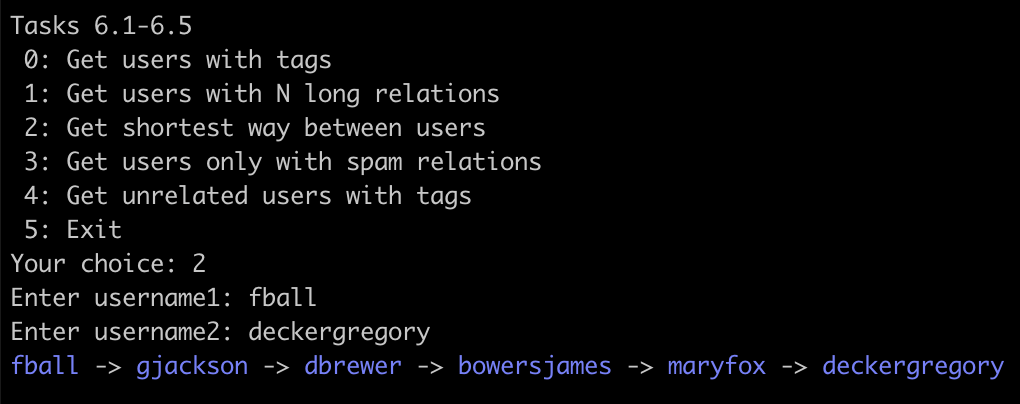 Tasks 6.1-6.5
0: Get users with tags
1: Get users with N long relations
2: Get shortest way between users
3: Get users only with spam relations
4: Get unrelated users with tags
5: Exit
Your choice: 2
Enter username1: fball
Enter username2: deckergregory
fball -> gjackson -> dbrewer -> bowersjames -> maryfox -> deckergregory